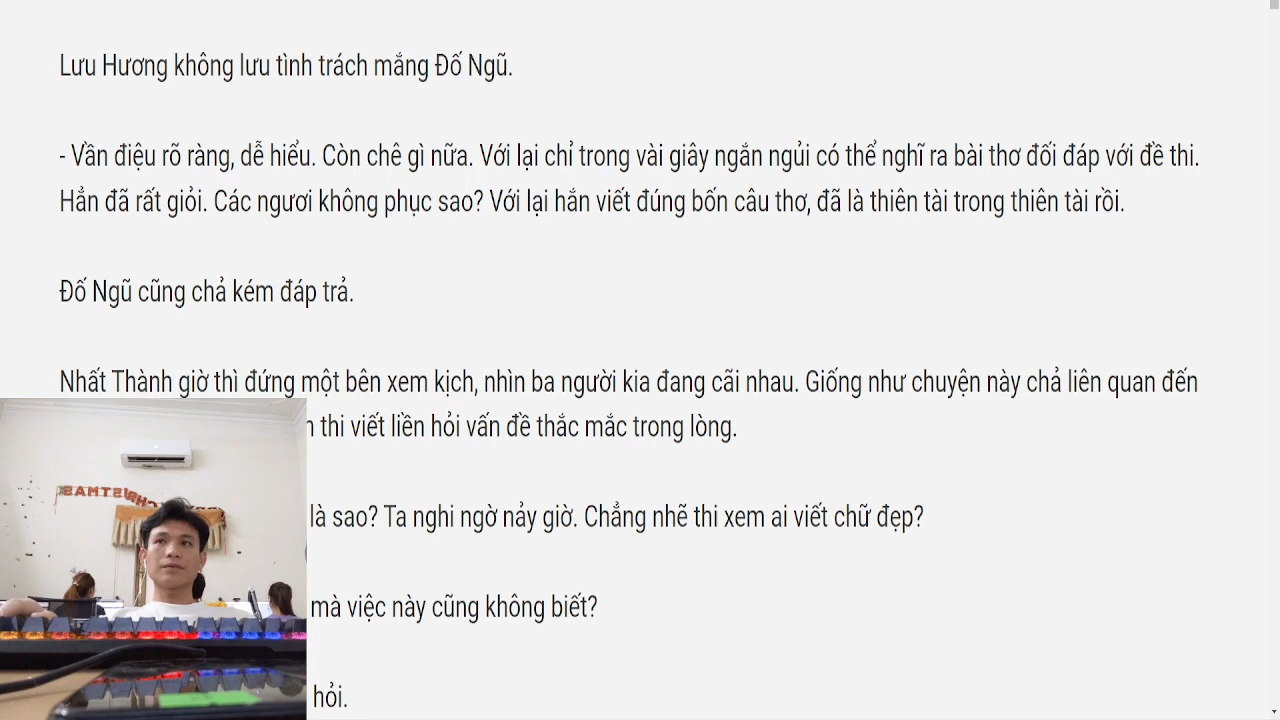 Lưu Hương không lưu tình trách mắng Đố Ngũ.
- Vần điệu rõ ràng, dễ hiểu. Còn chê gì nữa. Với lại chỉ trong vài giây ngắn ngủi có thể nghĩ ra bài thơ đối đáp với đề thi.
Hẳn đã rất giỏi. Các ngươi không phục sao? Với lại hắn viết đúng bốn câu thơ, đã là thiên tài trong thiên tài rồi.
Đố Ngũ cũng chả kém đáp trả.
Nhất Thành giờ thì đứng một bên xem kịch, nhìn ba người kia đang cãi nhau. Giống như chuyện này chả liên quan đến
thi viết liền hỏi vấn đề thắc mắc trong lòng.
là sao? Ta nghi ngờ nảy giờ. Chẳng nhẽ thi xem ai viết chữ đẹp?
mà việc này cũng không biết?
hỏi.